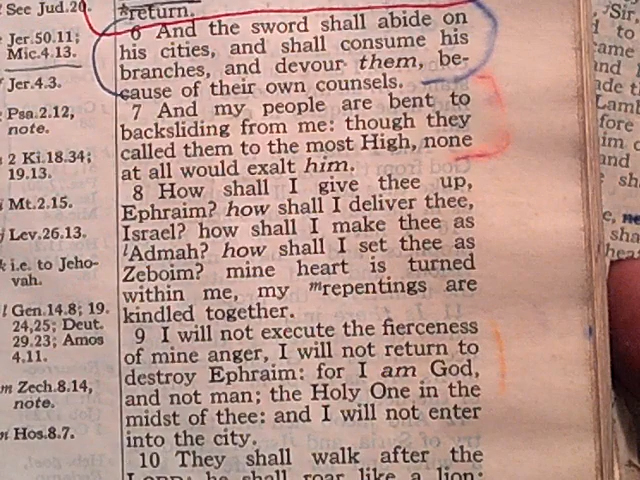 See Jud.20.
Jer.50.11;
Mic.4.13.
Jer.4.3.
Psa.2.12,
note.
2 Ki.18.34;
19.13.
Mt.2.15.
Lev.26.13.
k i.e. to Jeho-
vah.
l Gen.14.8; 19.
24,25; Deut.
29.23; Amos
4.11.
m Zech.8.14,
note.
n Hos.8.7.
*return.
6 And the sword shall abide on
his cities, and shall consume his
branches, and devour them, be-
cause of their own counsels.
7 And my people are bent to
backsliding from me: though they
called them to the most High, none
at all would exalt him.
8 How shall I give thee up,
Ephraim? how shall I deliver thee,
Israel? how shall I make thee as
lAdmah? how shall I set thee as
Zeboim? mine heart is turned
within me, my mrepentings are
kindled together.
9 I will not execute the fierceness
of mine anger, I will not return to
destroy Ephraim: for I am God,
and not man; the Holy One in the
midst of thee: and I will not enter
into the city.
10 They shall walk after the
LORD: he shall roar like a lion: